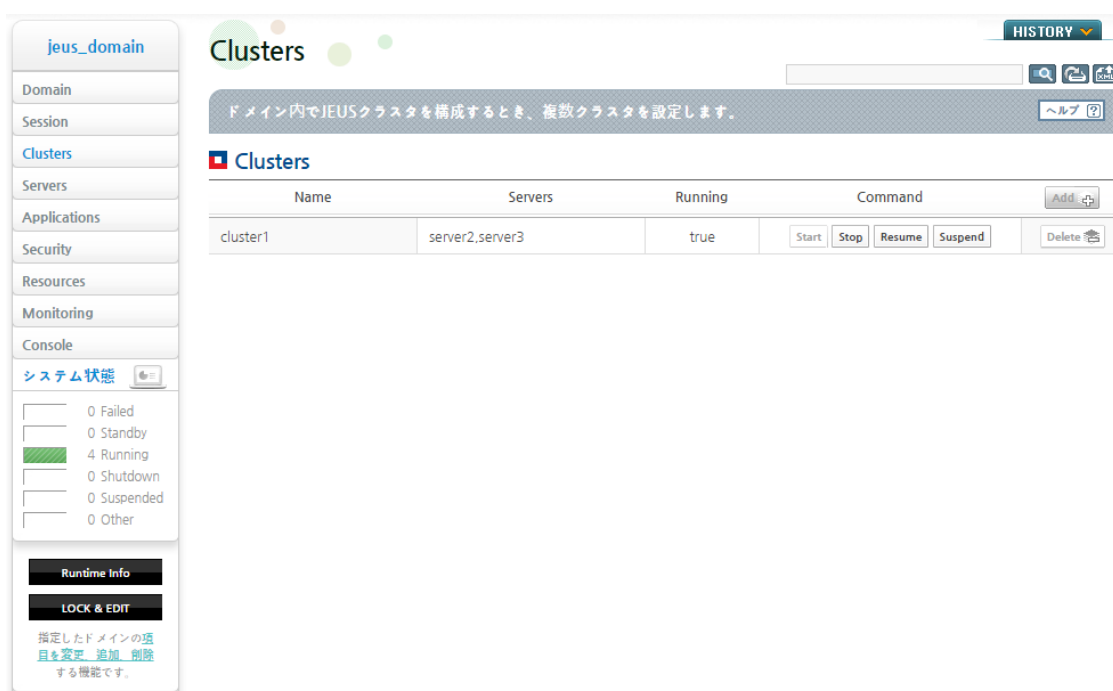 jeus_domain
Domain
Session
Clusters
Servers
Applications
Security
Resources
Monitoring
Console
システム状態
0 Failed
0 Standby
4 Running
0 Shutdown
0 Suspended
0 Other
Runtime Info
LOCK & EDIT
指定したドメインの項
目を変更、追加、削除
する機能です。
HISTORY
Clusters
ドメイン内でJEUSクラスタを構成するとき、複数クラスタを設定します。
ヘルプ ?
Clusters
Name Servers Running Command Add
cluster1 server2,server3 true Start Stop Resume Suspend Delete